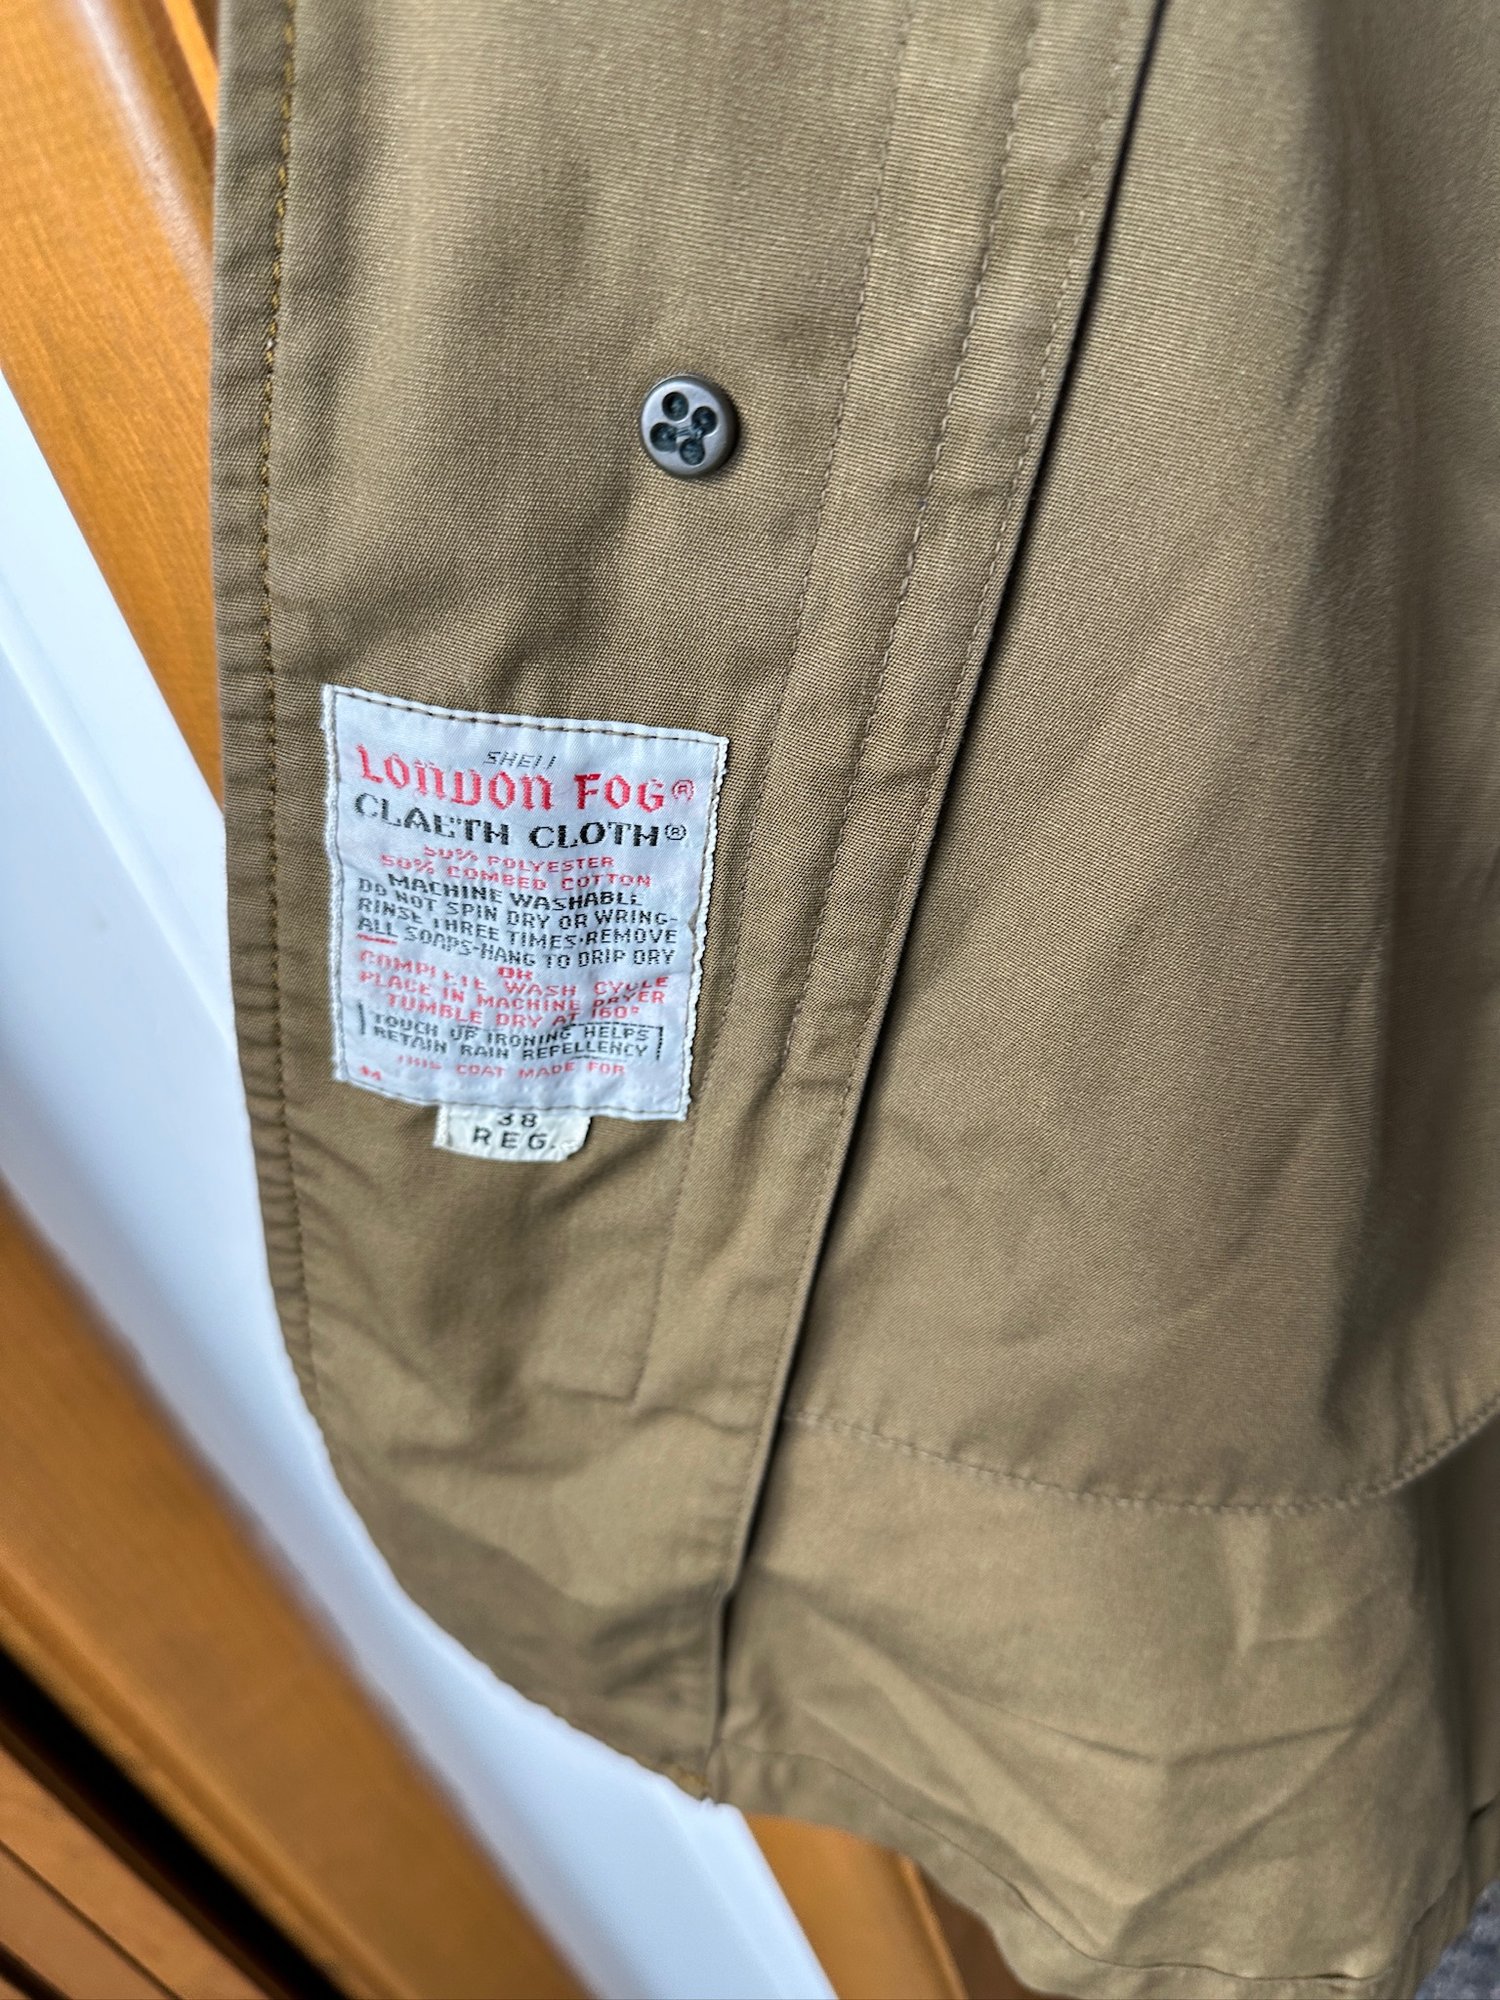 SHELL
LONDON FOG®
CLAETH CLOTH®
50% POLYESTER
50% COMBED COTTON
MACHINE WASHABLE
DO NOT SPIN DRY OR WRING-
RINSE THREE TIMES·REMOVE
ALL SOAPS-HANG TO DRIP DRY
OR
COMPLETE WASH CYCLE
PLACE IN MACHINE DRYER
TUMBLE DRY AT 160°
TOUCH UP IRONING HELPS
RETAIN RAIN REPELLENCY
THIS COAT MADE FOR
38
REG.